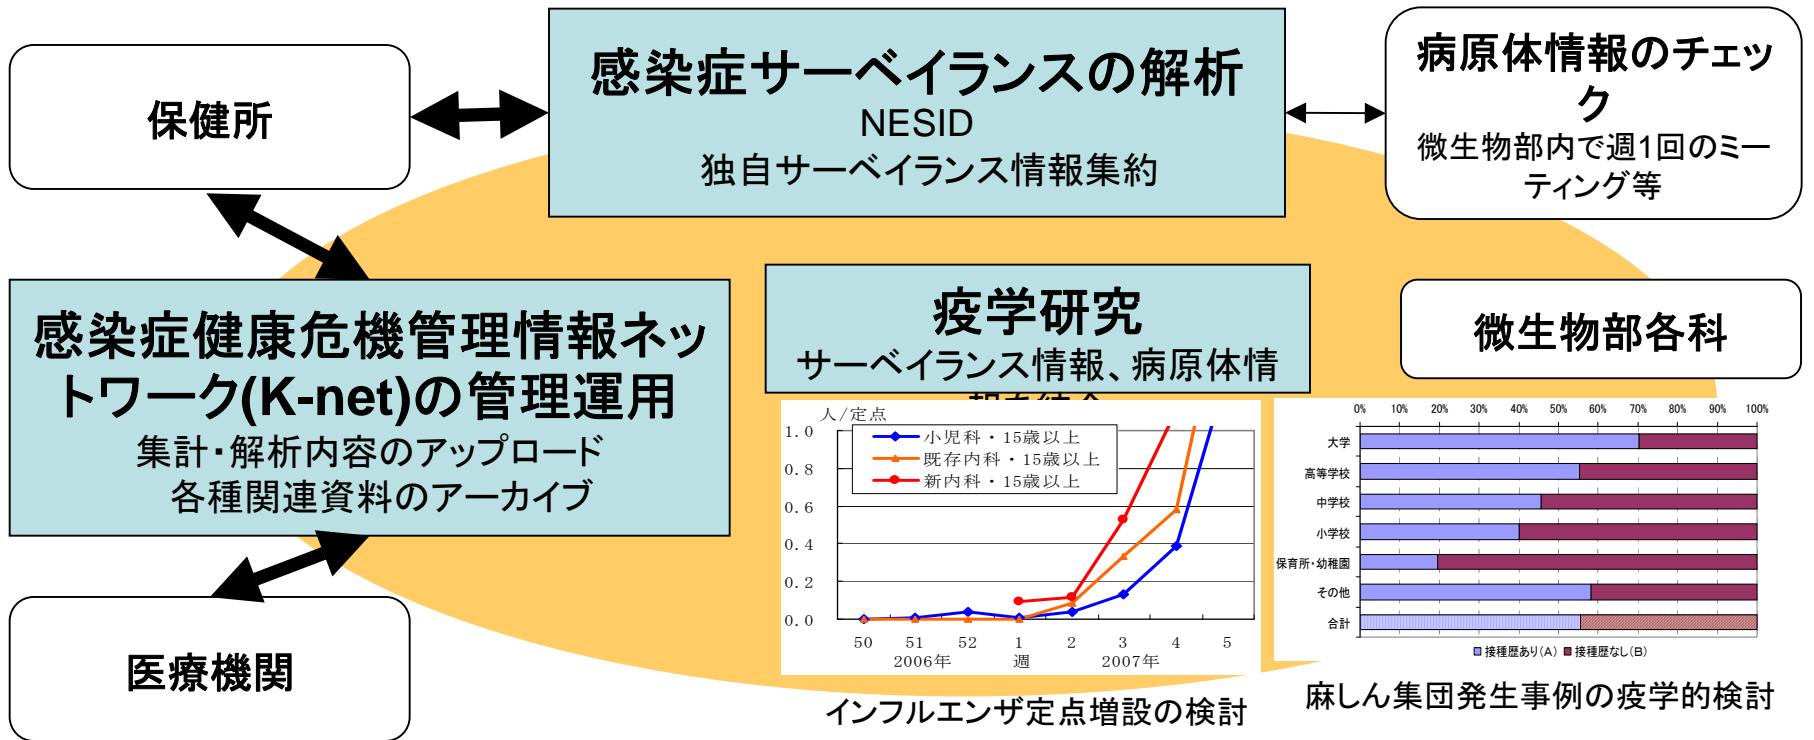 感染症サーベイランスの解析
NESID
独自サーベイランス情報集約
病原体情報のチェッ
ク
微生物部内で週1回のミー
ティング等
保健所
感染症健康危機管理情報ネッ
トワーク(K-net)の管理運用
集計・解析内容のアップロード
各種関連資料のアーカイブ
疫学研究
サーベイランス情報、病原体情
微生物部各科
医療機関
人/定点
小児科・15歳以上
既存内科・15歳以上
新内科・15歳以上
1.0
0.8
0.6
0.4
0.2
0.0
50 51 52 1 2 3 4 5
2006年 週 2007年
インフルエンザ定点増設の検討
0% 10% 20% 30% 40% 50% 60% 70% 80% 90% 100%
大学
高等学校
中学校
小学校
保育所・幼稚園
その他
合計
接種歴あり(A) 接種歴なし(B)
麻しん集団発生事例の疫学的検討